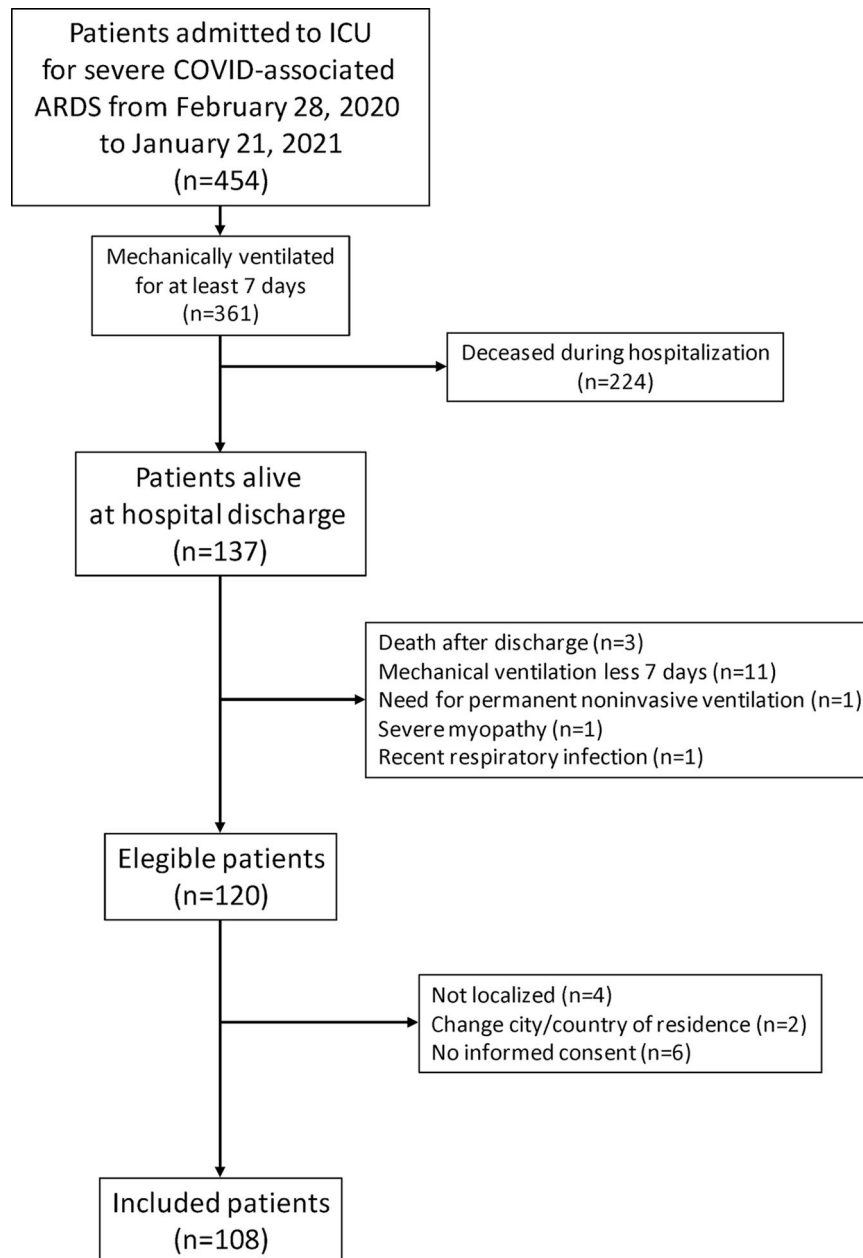 Patients admitted to ICU
for severe COVID-associated
ARDS from February 28, 2020
to January 21, 2021
(n=454)
Mechanically ventilated
for at least 7 days
(n=361)
Deceased during hospitalization
(n=224)
Patients alive
at hospital discharge
(n=137)
Death after discharge (n=3)
Mechanical ventilation less 7 days (n=11)
Need for permanent noninvasive ventilation (n=1)
Severe myopathy (n=1)
Recent respiratory infection (n=1)
Elegible patients
(n=120)
Not localized (n=4)
Change city/country of residence (n=2)
No informed consent (n=6)
Included patients
(n=108)